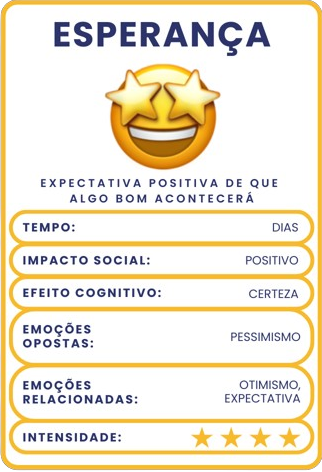 ESPERANÇA
EXPECTATIVA POSITIVA DE QUE
ALGO BOM ACONTECERÁ
TEMPO: DIAS
IMPACTO SOCIAL: POSITIVO
EFEITO COGNITIVO: CERTEZA
EMOÇÕES
OPOSTAS: PESSIMISMO
EMOÇÕES OTIMISMO,
RELACIONADAS: EXPECTATIVA
INTENSIDADE: ★ ★ ★ ★